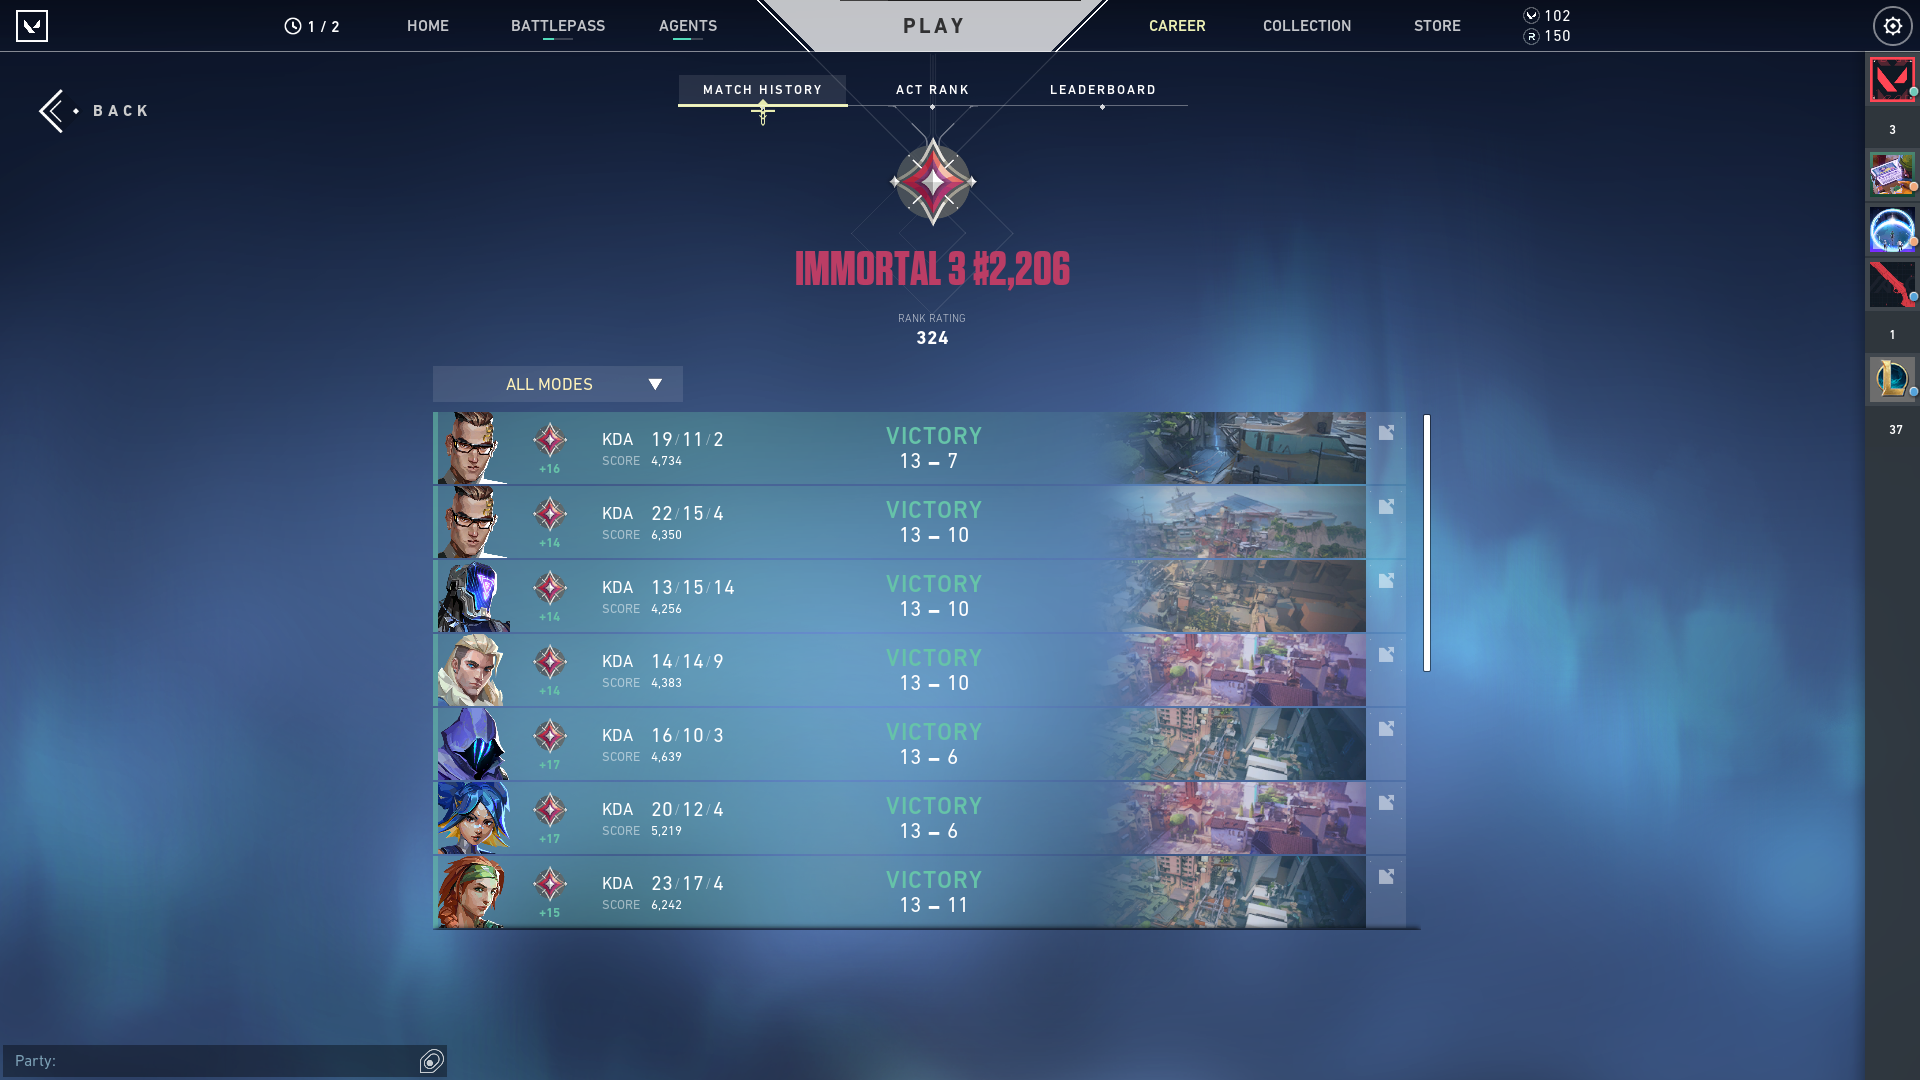 1 / 2
HOME
BATTLEPASS
AGENTS
PLAY
CAREER
COLLECTION
STORE
102
150
BACK
MATCH HISTORY
ACT RANK
LEADERBOARD
IMMORTAL 3 #2,206
RANK RATING
324
ALL MODES
+16
KDA 19/11/2
SCORE 4,734
VICTORY
13 – 7
+14
KDA 22/15/4
SCORE 6,350
VICTORY
13 – 10
+14
KDA 13/15/14
SCORE 4,256
VICTORY
13 – 10
+14
KDA 14/14/9
SCORE 4,383
VICTORY
13 – 10
+17
KDA 16/10/3
SCORE 4,639
VICTORY
13 – 6
+17
KDA 20/12/4
SCORE 5,219
VICTORY
13 – 6
+15
KDA 23/17/4
SCORE 6,242
VICTORY
13 – 11
3
1
37
Party: